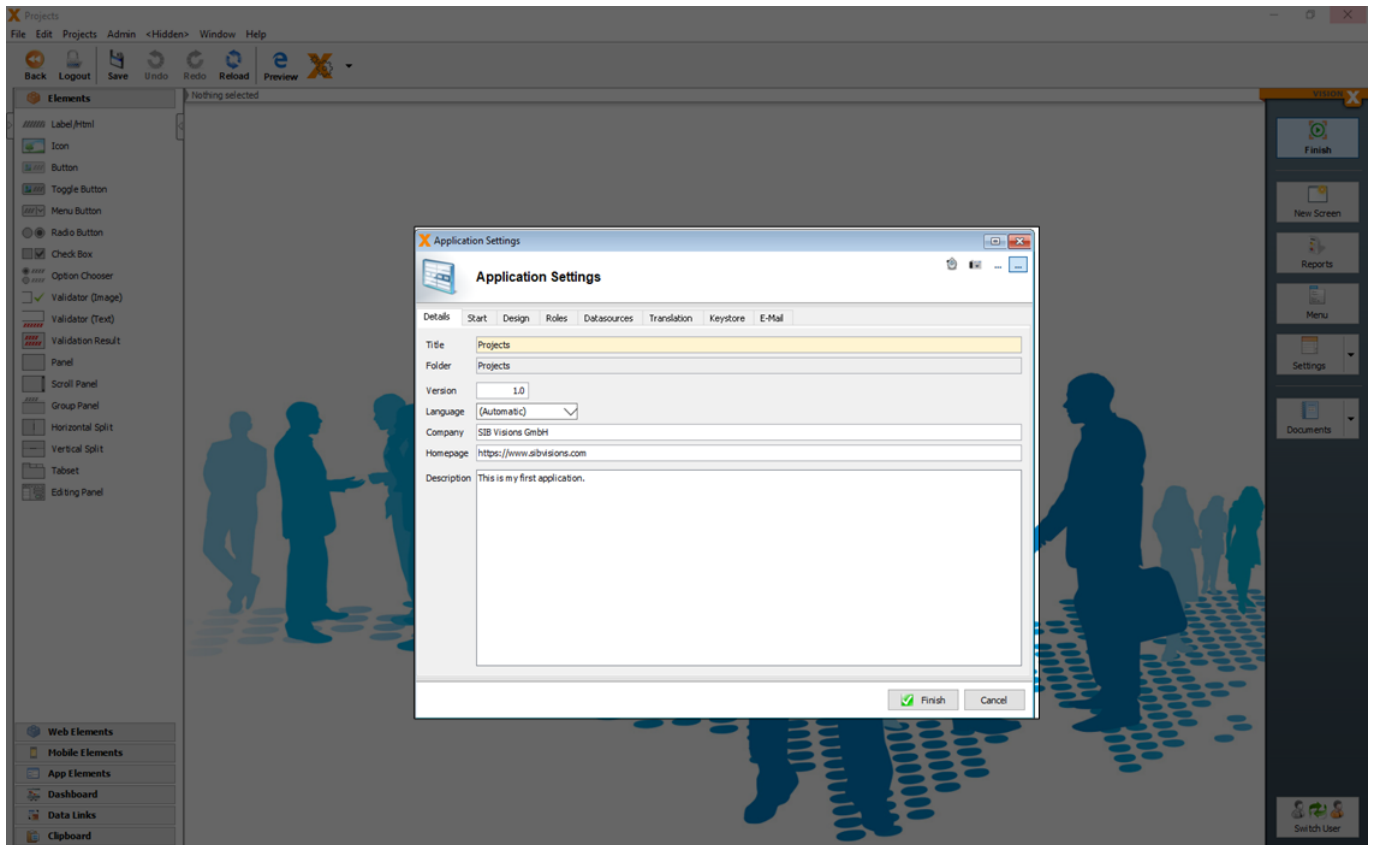 Projects
File Edit Projects Admin <Hidden> Window Help
Back Logout Save Undo Redo Reload Preview
Elements
Nothing selected
VISION X
Label/Html
Icon
Button
Toggle Button
Menu Button
Radio Button
Check Box
Option Chooser
Validator (Image)
Validator (Text)
Validation Result
Panel
Scroll Panel
Group Panel
Horizontal Split
Vertical Split
Tabset
Editing Panel
Web Elements
Mobile Elements
App Elements
Dashboard
Data Links
Clipboard
Application Settings
Application Settings
... ...
Details Start Design Roles Datasources Translation Keystore E-Mail
Title Projects
Folder Projects
Version 1.0
Language (Automatic)
Company SIB Visions GmbH
Homepage https://www.sibvisions.com
Description This is my first application.
Finish Cancel
Finish
New Screen
Reports
Menu
Settings
Documents
Switch User